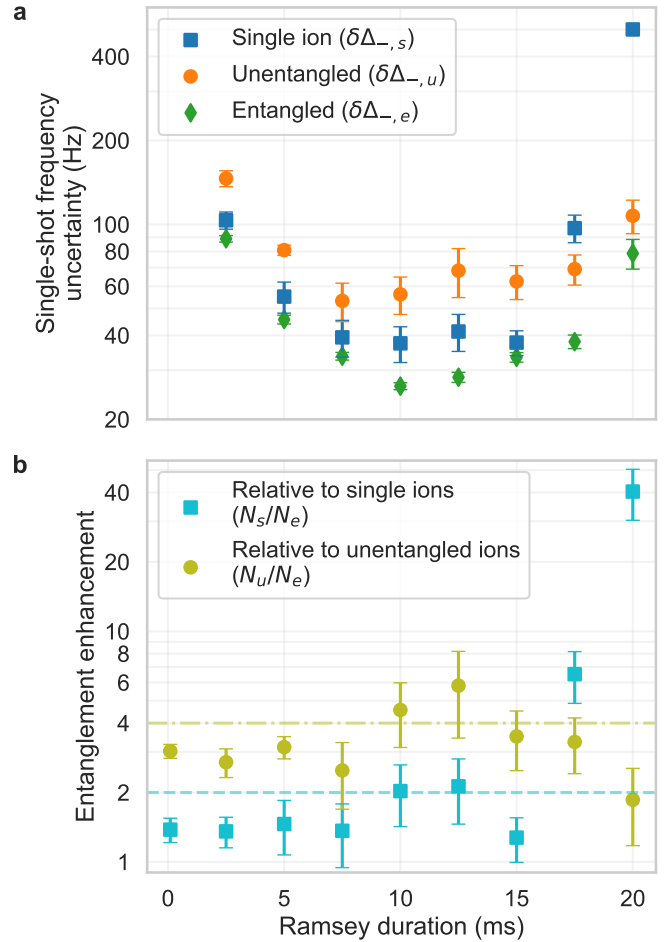 a
Single-shot frequency
uncertainty (Hz)
400
200
100
80
60
40
20
Single ion (δΔ₋,ₛ)
Unentangled (δΔ₋,ᵤ)
Entangled (δΔ₋,ₑ)
b
Entanglement enhancement
40
20
10
8
6
4
2
1
Relative to single ions
(Nₛ/Nₑ)
Relative to unentangled ions
(Nᵤ/Nₑ)
0 5 10 15 20
Ramsey duration (ms)